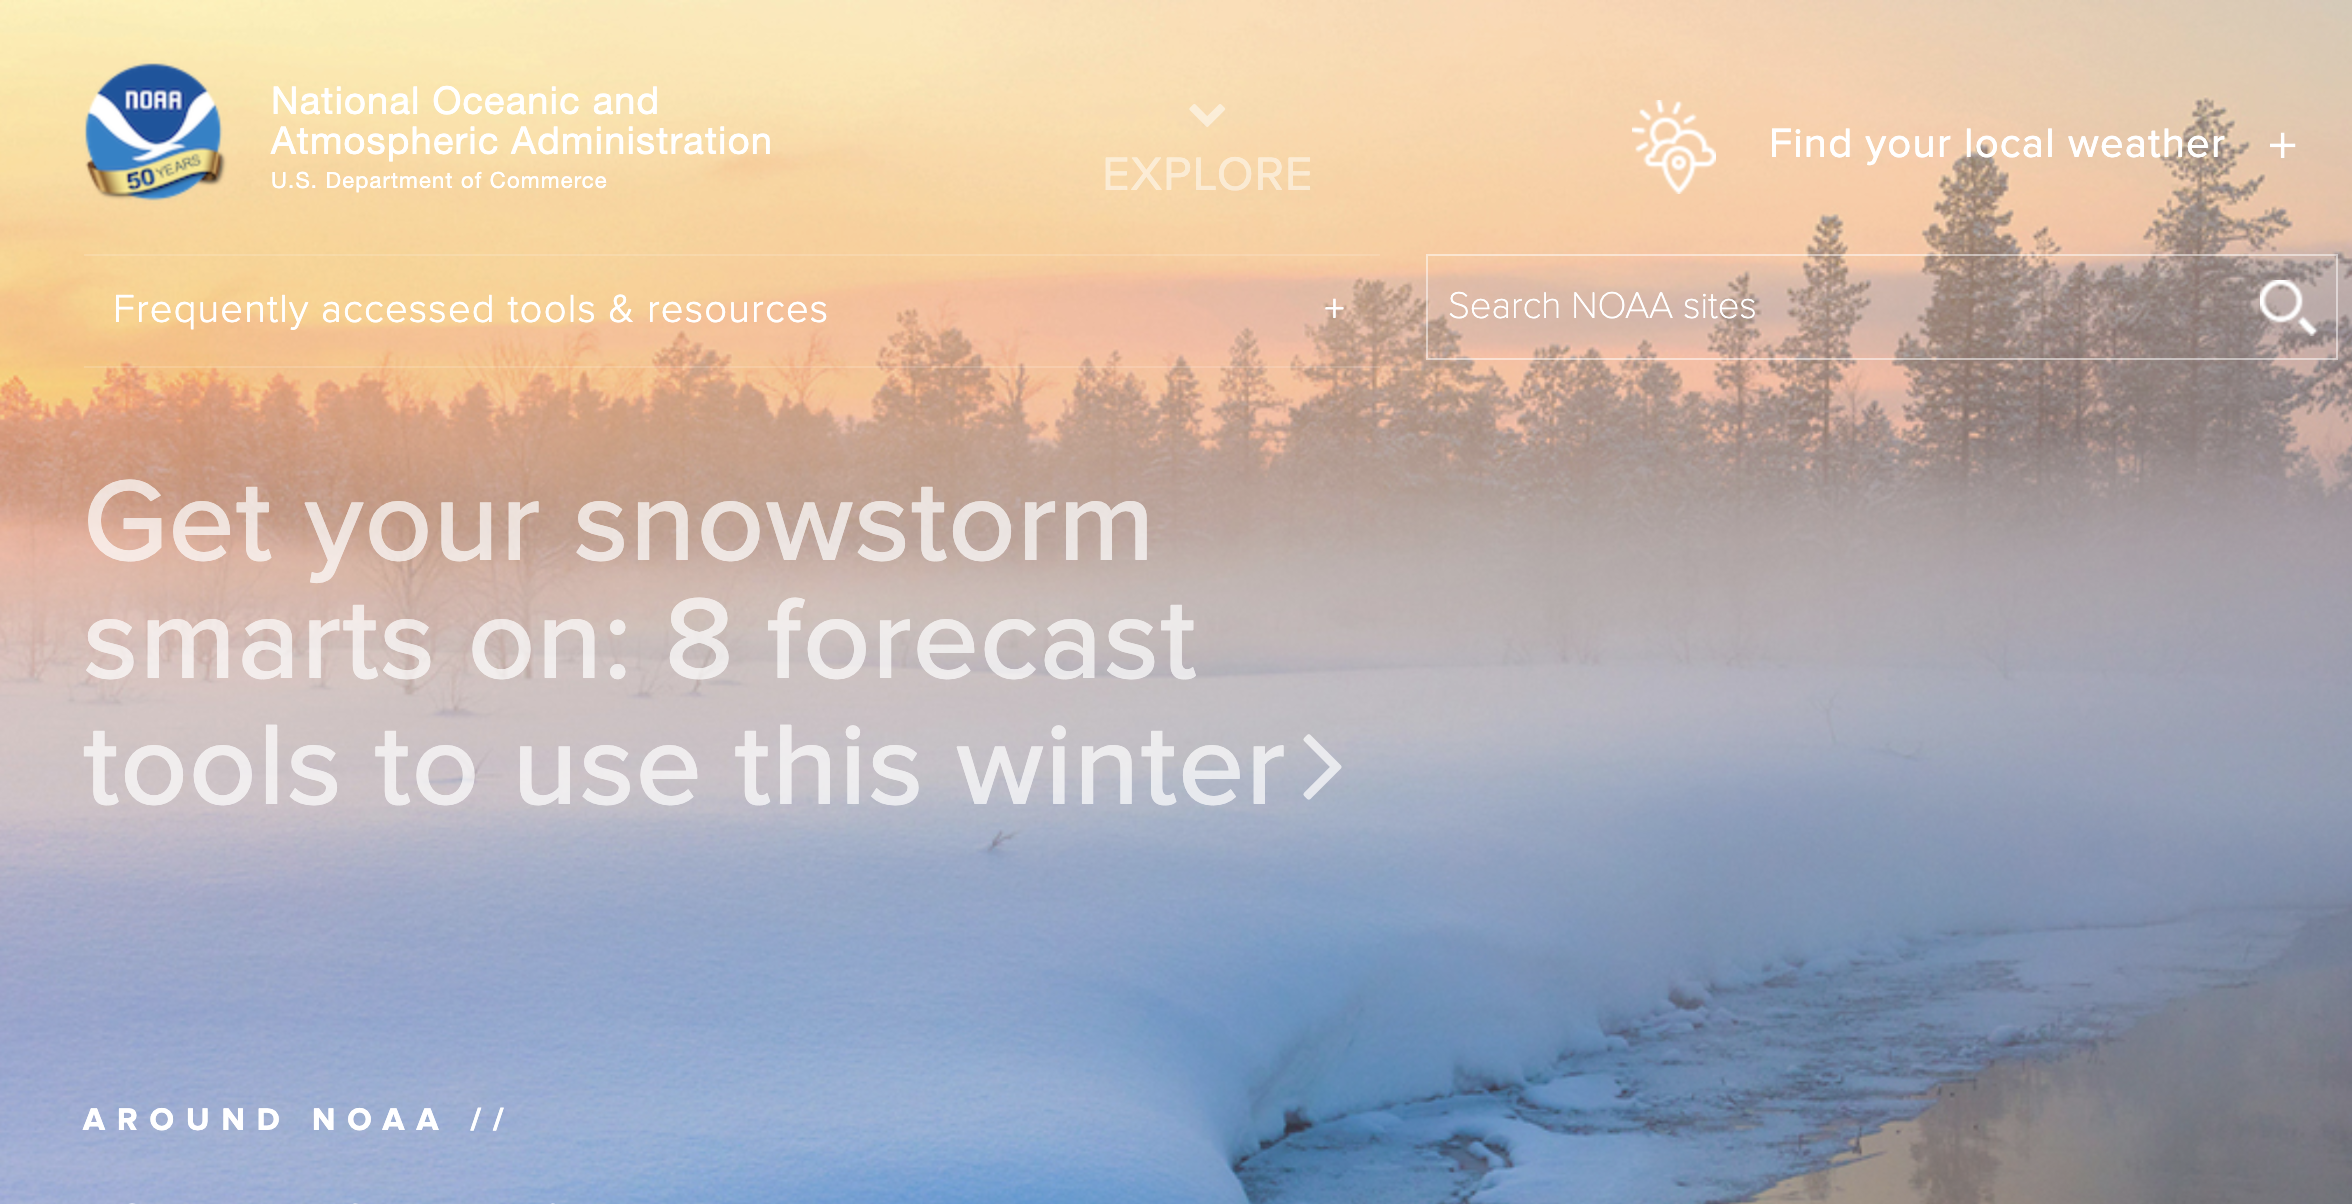 NOAA
50 YEARS
National Oceanic and
Atmospheric Administration
U.S. Department of Commerce
EXPLORE
Find your local weather +
Frequently accessed tools & resources +
Search NOAA sites
Get your snowstorm
smarts on: 8 forecast
tools to use this winter>
AROUND NOAA //